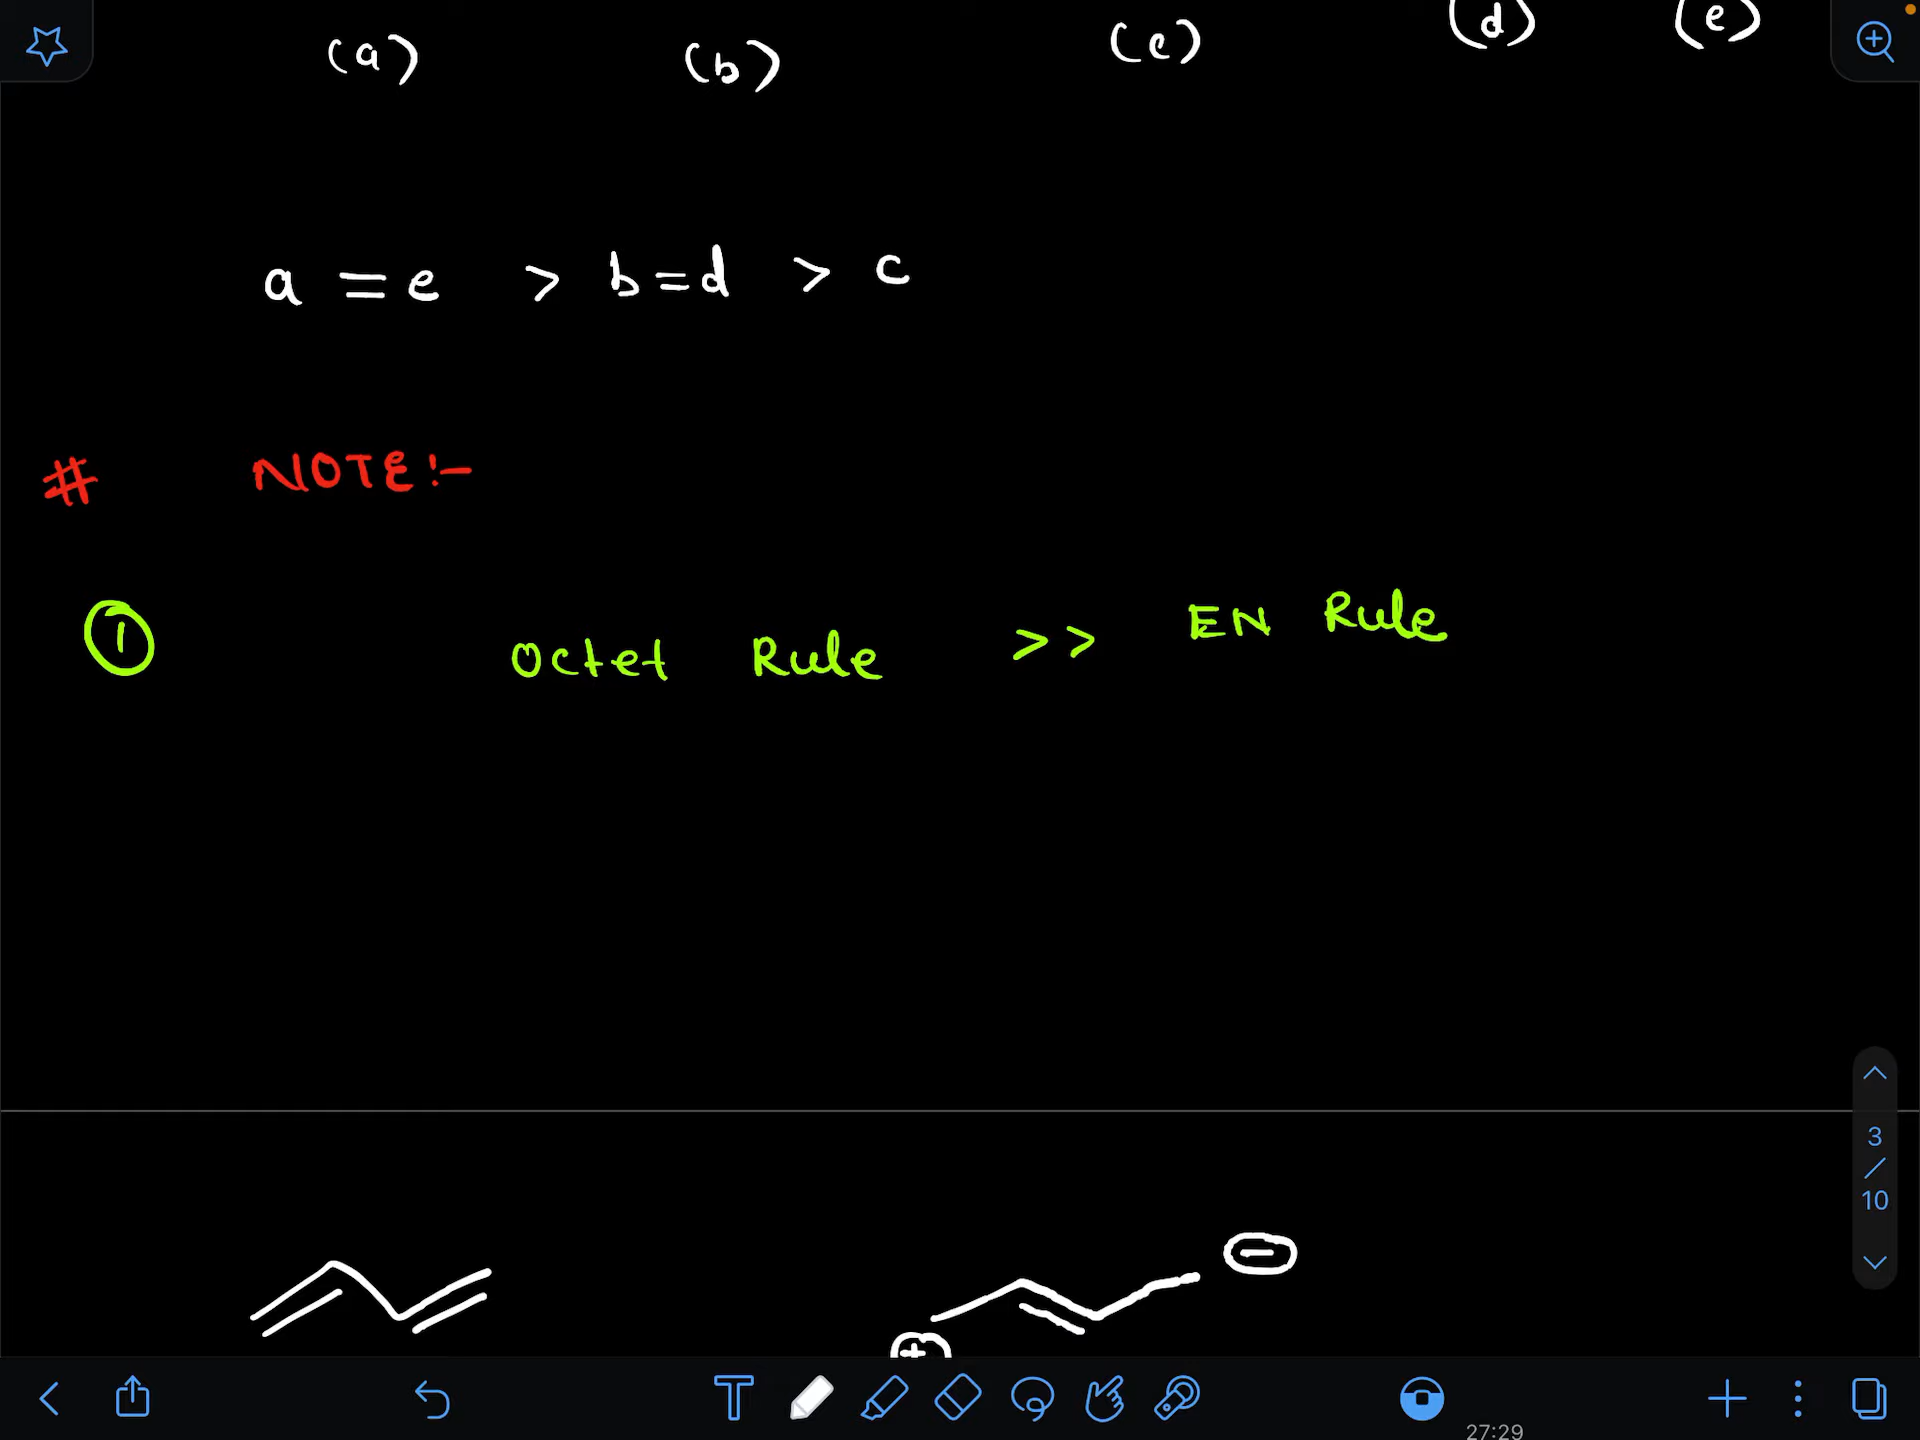 (a) (b) (c) (d) (e)
a = e > b = d > c
# NOTE:-
① Octet Rule >> EN Rule
3
/
10
⊖
⊕
T
27:29